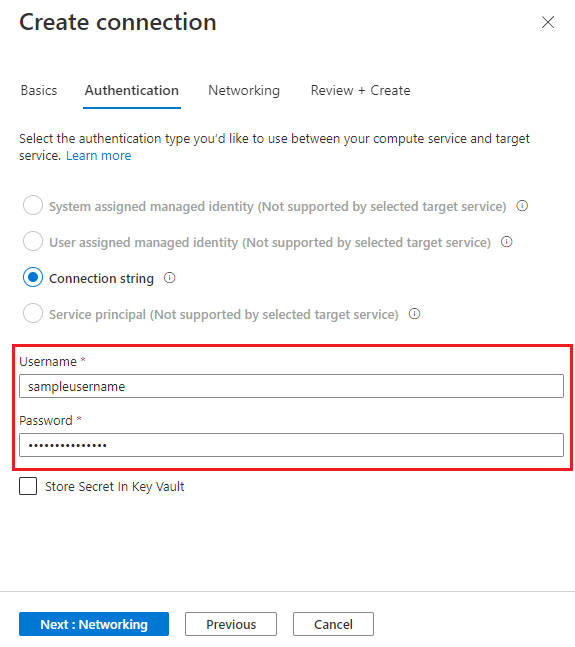 Create connection
Basics Authentication Networking Review + Create
Select the authentication type you'd like to use between your compute service and target
service. Learn more
System assigned managed identity (Not supported by selected target service)
User assigned managed identity (Not supported by selected target service)
Connection string
Service principal (Not supported by selected target service)
Username *
sampleusername
Password *
•••••••••••••••
Store Secret In Key Vault
Next : Networking Previous Cancel